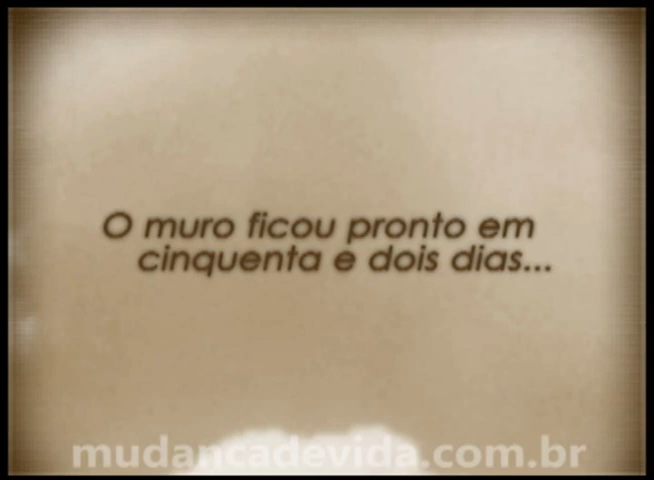 O muro ficou pronto em
cinquenta e dois dias...
mudancadevida.com.br